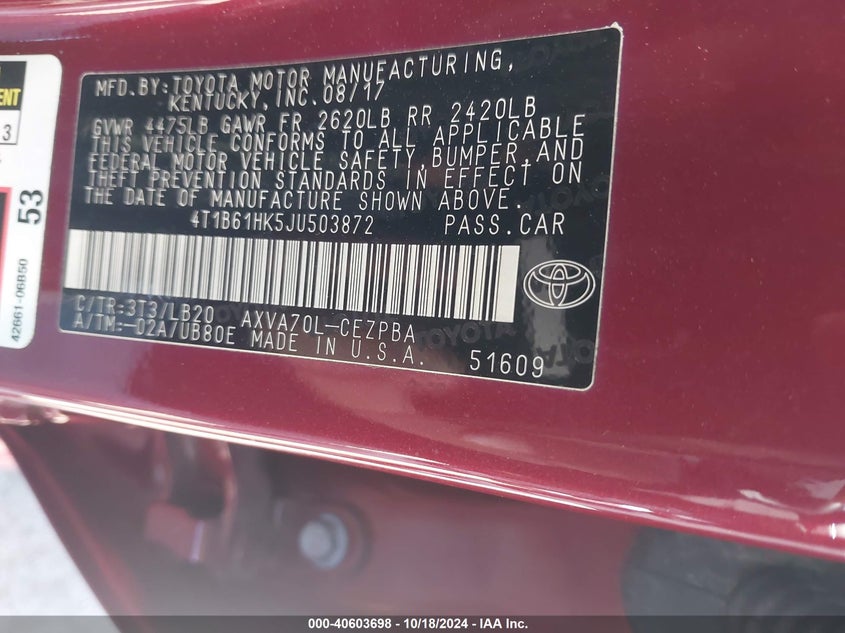 MFD.BY:TOYOTA MOTOR MANUFACTURING,
KENTUCKY, INC.08/17
GVWR 4475LB GAWR FR 2620LB RR 2420LB
THIS VEHICLE CONFORMS TO ALL APPLICABLE
FEDERAL MOTOR VEHICLE SAFETY,BUMPER,AND
THEFT PREVENTION STANDARDS IN EFFECT ON
THE DATE OF MANUFACTURE SHOWN ABOVE.
4T1B61HK5JU503872 PASS.CAR
C/TR:3T3/LB20 AXVA70L-CEZPBA
A/TM:-02A/UB80E MADE IN U.S.A. 51609
53
42661-06B50
3
000-40603698 - 10/18/2024 - IAA Inc.